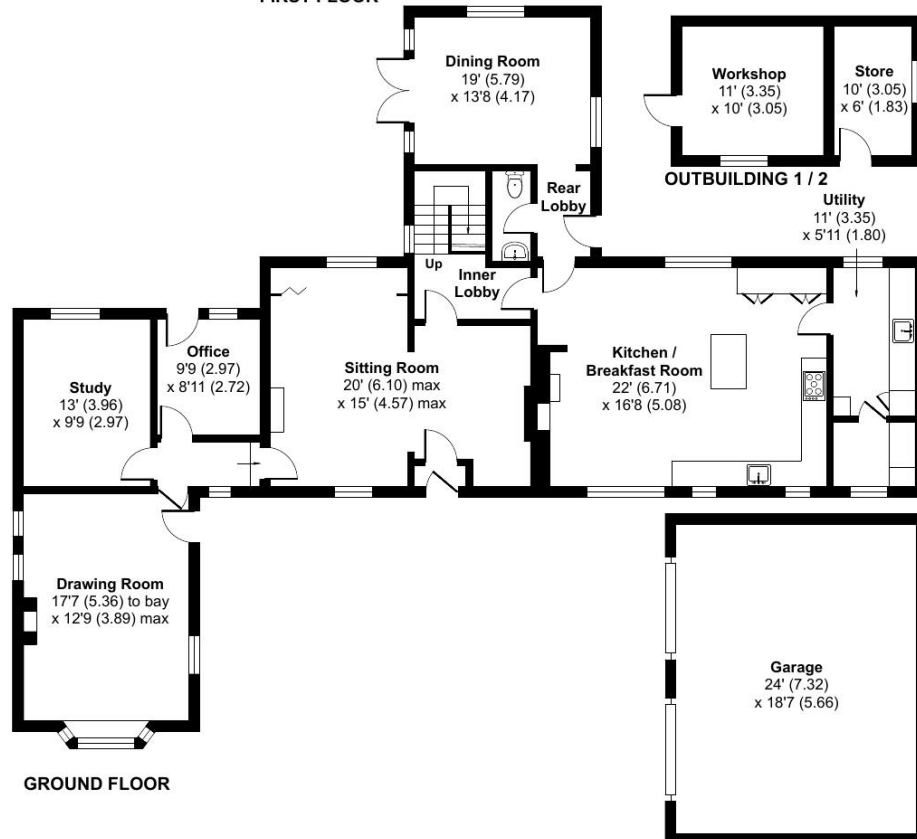 FIRST FLOOR
Dining Room
19' (5.79)
x 13'8 (4.17)
Workshop
11' (3.35)
x 10' (3.05)
Store
10' (3.05)
x 6' (1.83)
OUTBUILDING 1 / 2
Rear
Lobby
Utility
11' (3.35)
x 5'11 (1.80)
Up
Inner
Lobby
Office
9'9 (2.97)
x 8'11 (2.72)
Study
13' (3.96)
x 9'9 (2.97)
Sitting Room
20' (6.10) max
x 15' (4.57) max
Kitchen /
Breakfast Room
22' (6.71)
x 16'8 (5.08)
Drawing Room
17'7 (5.36) to bay
x 12'9 (3.89) max
Garage
24' (7.32)
x 18'7 (5.66)
GROUND FLOOR